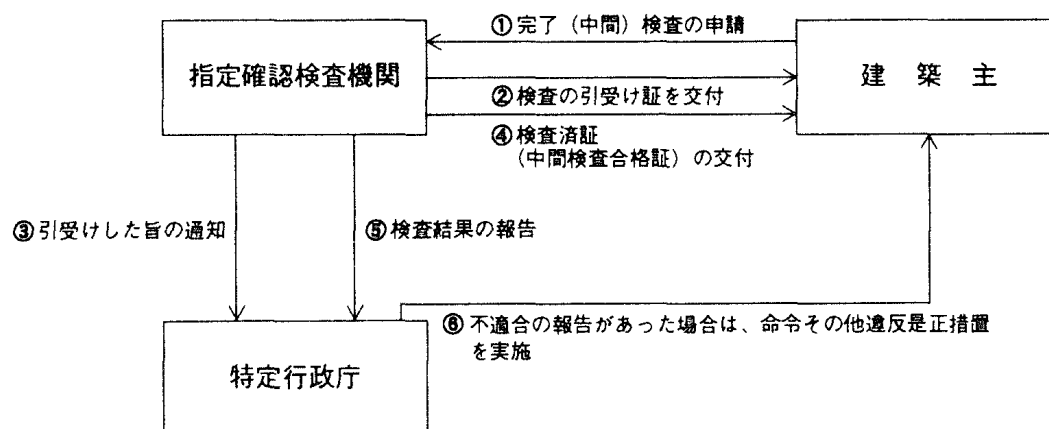 ①完了（中間）検査の申請
指定確認検査機関
建築主
②検査の引受け証を交付
④検査済証
（中間検査合格証）の交付
③引受けした旨の通知
⑤検査結果の報告
⑥不適合の報告があった場合は、命令その他違反是正措置
を実施
特定行政庁